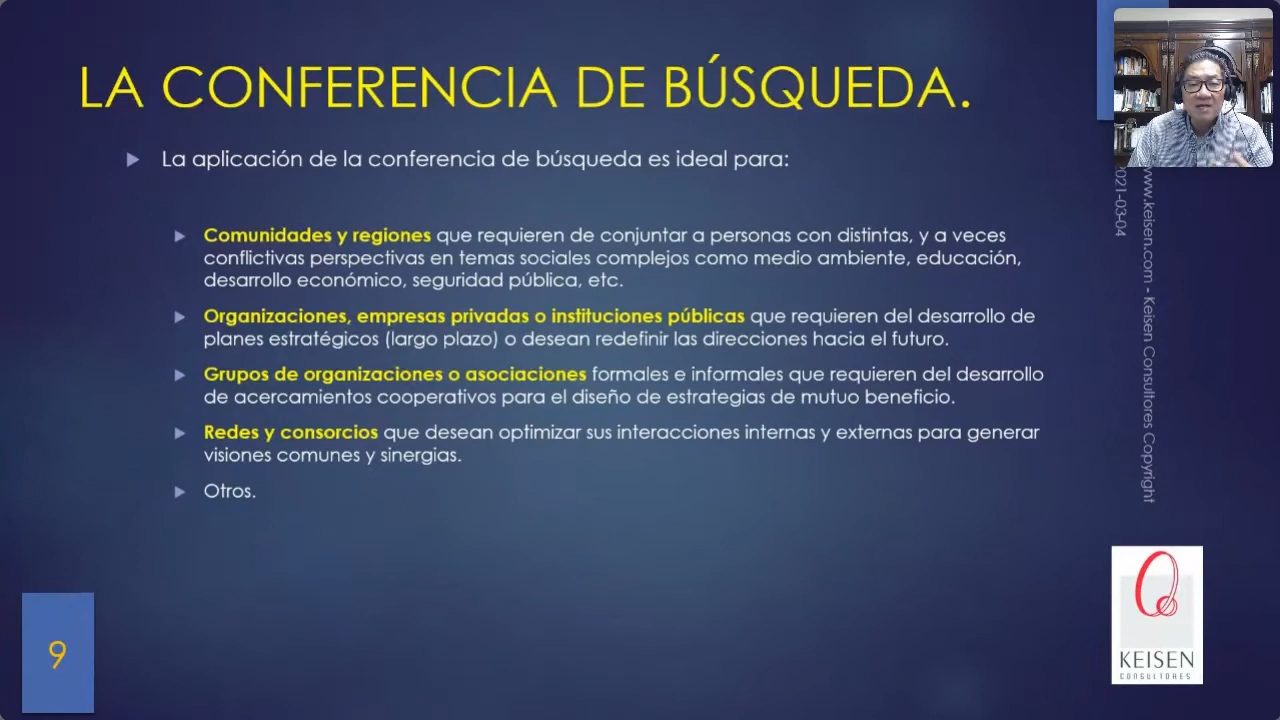 LA CONFERENCIA DE BÚSQUEDA.
La aplicación de la conferencia de búsqueda es ideal para:
Comunidades y regiones que requieren de conjuntar a personas con distintas, y a veces
conflictivas perspectivas en temas sociales complejos como medio ambiente, educación,
desarrollo económico, seguridad pública, etc.
Organizaciones, empresas privadas o instituciones públicas que requieren del desarrollo de
planes estratégicos (largo plazo) o desean redefinir las direcciones hacia el futuro.
Grupos de organizaciones o asociaciones formales e informales que requieren del desarrollo
de acercamientos cooperativos para el diseño de estrategias de mutuo beneficio.
Redes y consorcios que desean optimizar sus interacciones internas y externas para generar
visiones comunes y sinergias.
Otros.
www.keisen.com - Keisen Consultores Copyright
2021-03-04
KEISEN
CONSULTORES
9